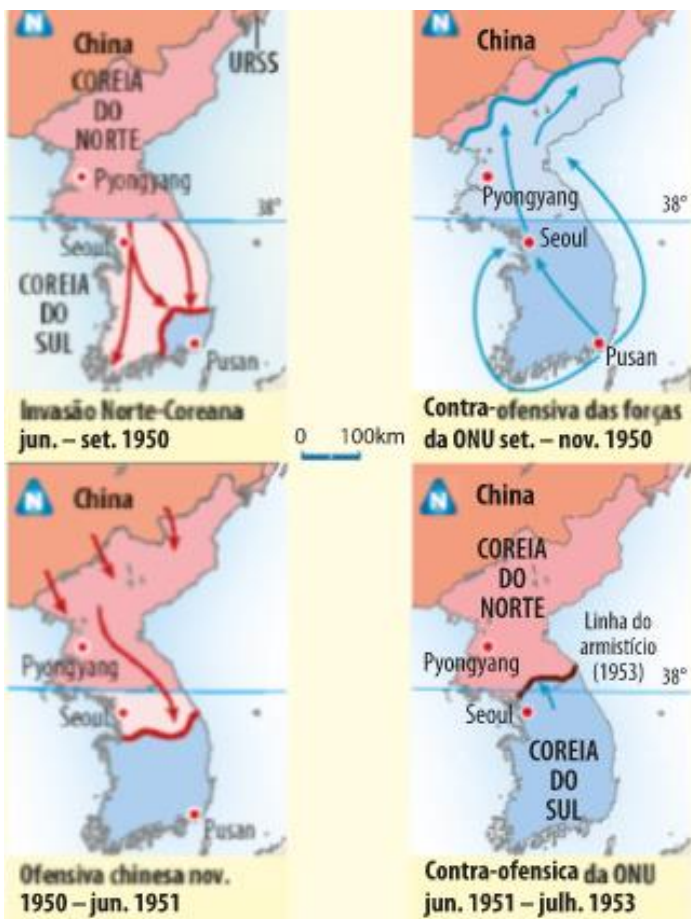 N
China
URSS
COREIA
DO
NORTE
Pyongyang
38°
Seoul
COREIA
DO
SUL
Pusan
Invasão Norte-Coreana
jun. – set. 1950
N
China
Pyongyang
38°
Seoul
Pusan
Contra-ofensiva das forças
da ONU set. – nov. 1950
0 100km
N
China
Pyongyang
Seoul
Pusan
Ofensiva chinesa nov.
1950 – jun. 1951
N
China
COREIA
DO
NORTE
Linha do
armistício
(1953)
Pyongyang
38°
Seoul
COREIA
DO
SUL
Contra-ofensica da ONU
jun. 1951 – julh. 1953